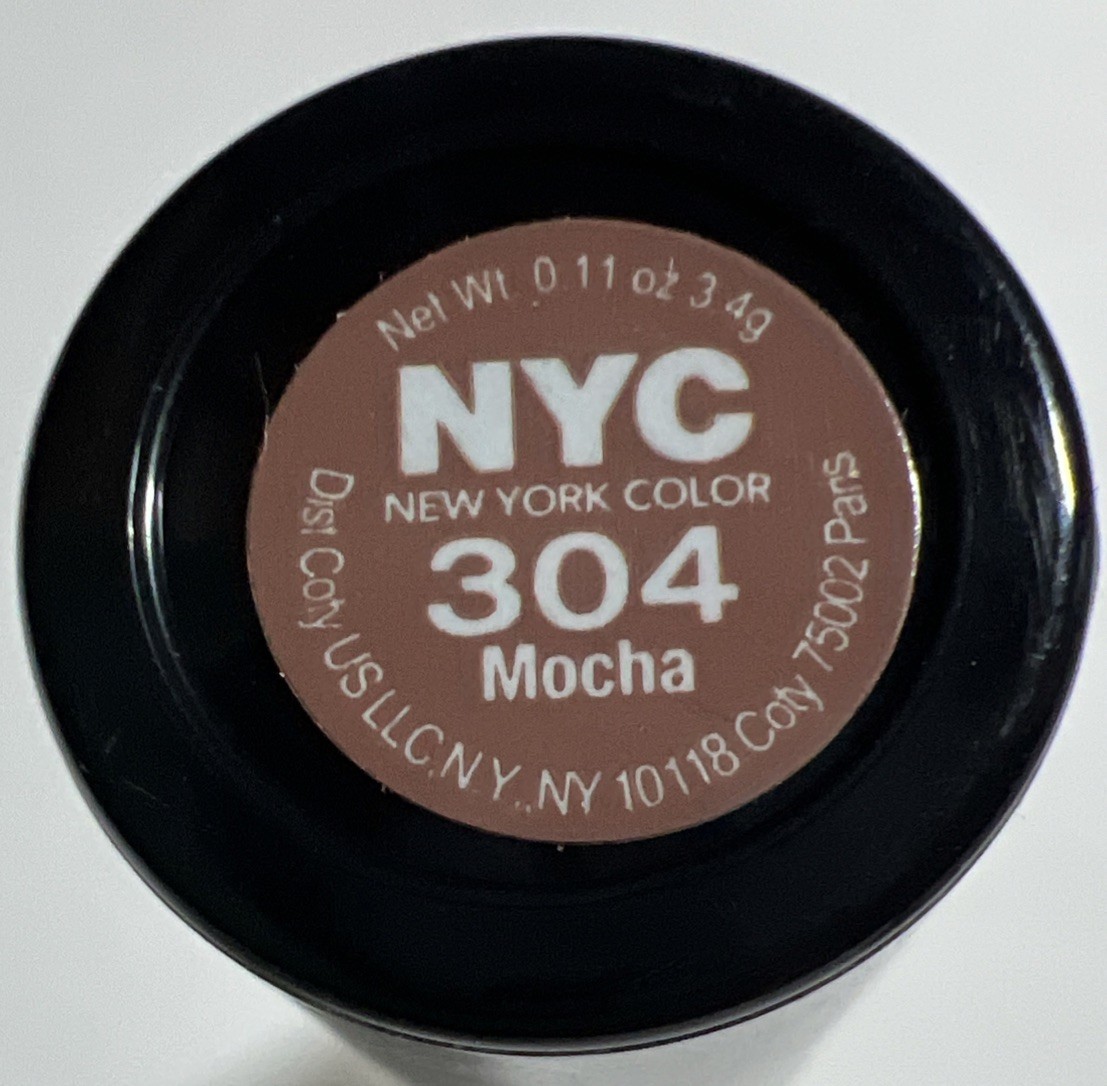 Net Wt 0.11 oz 3.4g
NYC
NEW YORK COLOR
304
Mocha
Dist Coty US LLC.N.Y.,NY 10118 Coty 75002 Paris